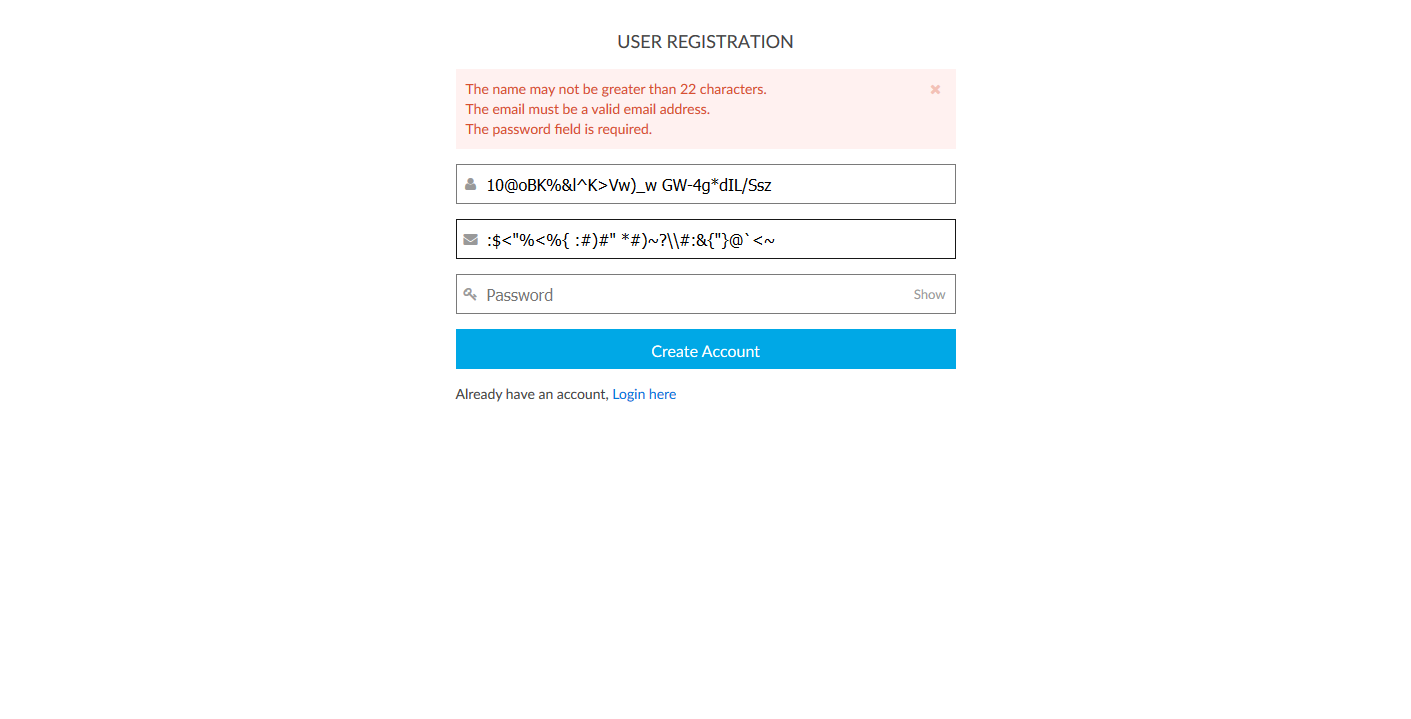 USER REGISTRATION
The name may not be greater than 22 characters.
The email must be a valid email address.
The password field is required.
10@oBK%&l^K>Vw)_w GW-4g*dIL/Ssz
:$<"%<%{ :#)#" *#)~?\\#:&{"}@`<~
Password Show
Create Account
Already have an account, Login here